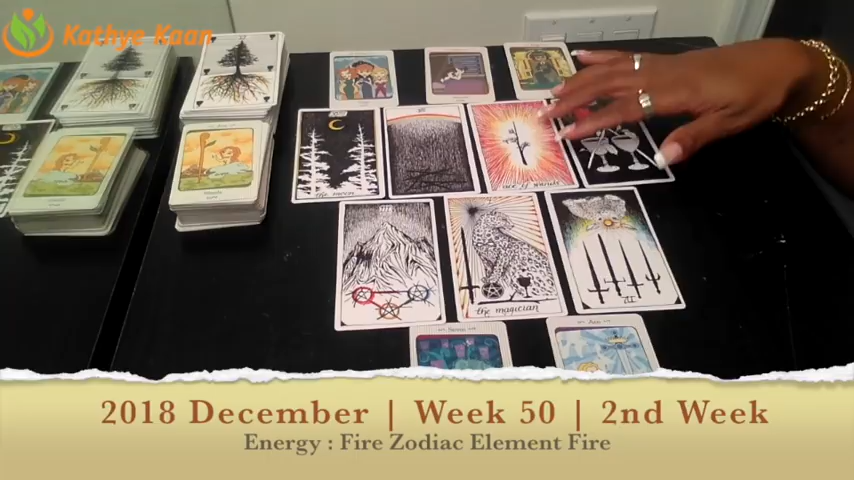 Kathye Kaan
the moon
ace of wands
the magician
2018 December | Week 50 | 2nd Week
Energy : Fire Zodiac Element Fire